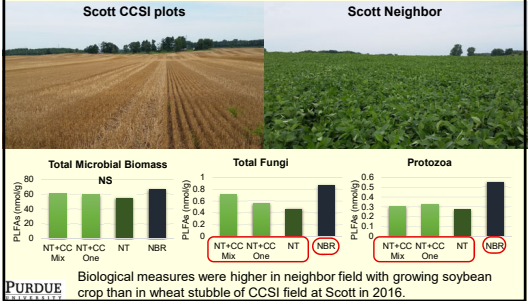 Scott CCSI plots
Scott Neighbor
Total Microbial Biomass
NS
PLFAs (nmol/g)
80
60
40
20
0
NT+CC Mix
NT+CC One
NT
NBR
Total Fungi
PLFAs (nmol/g)
1
0.8
0.6
0.4
0.2
0
NT+CC Mix
NT+CC One
NT
NBR
Protozoa
PLFAs (nmol/g)
0.6
0.5
0.4
0.3
0.2
0.1
0
NT+CC Mix
NT+CC One
NT
NBR
PURDUE
UNIVERSITY
Biological measures were higher in neighbor field with growing soybean
crop than in wheat stubble of CCSI field at Scott in 2016.